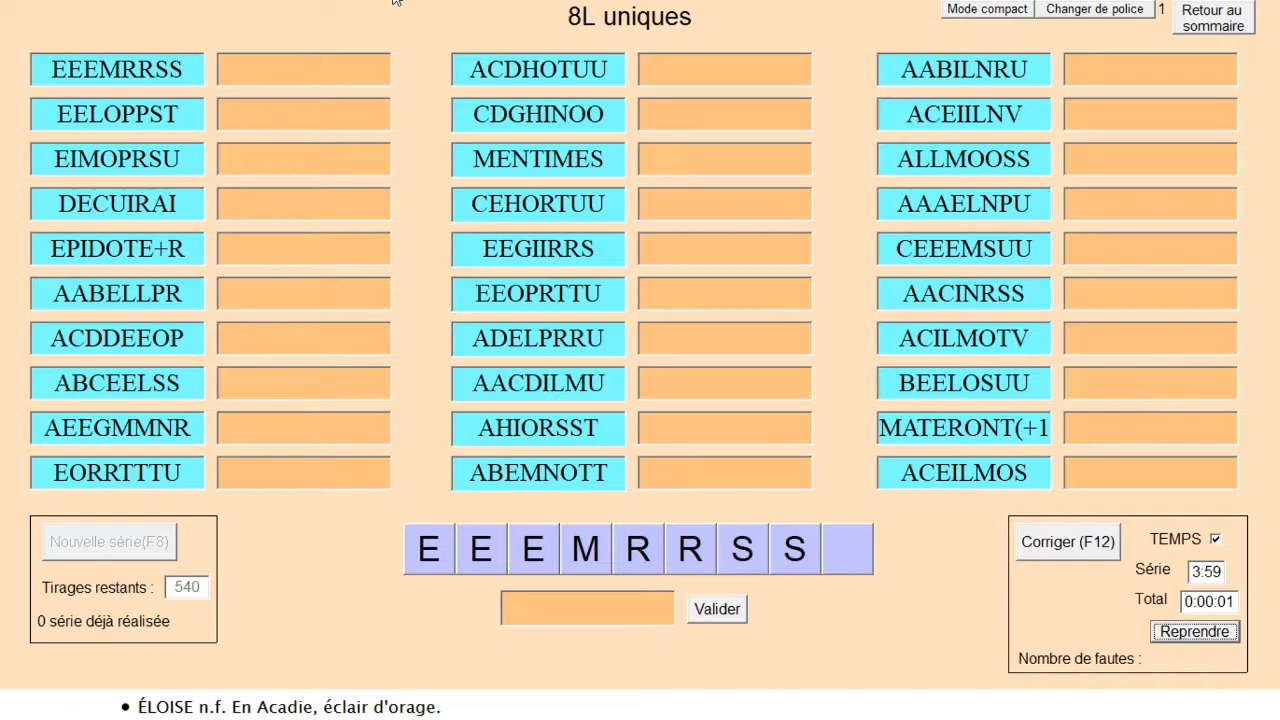 8L uniques
Mode compact
Changer de police
1
Retour au
sommaire
EEEMRRSS
ACDHOTUU
AABILNRU
EELOPPST
CDGHINOO
ACEIILNV
EIMOPRSU
MENTIMES
ALLMOOSS
DECUIRAI
CEHORTUU
AAAELNPU
EPIDOTE+R
EEGIIRRS
CEEEMSUU
AABELLPR
EEOPRTTU
AACINRSS
ACDDEEOP
ADELPRRU
ACILMOTV
ABCEELSS
AACDILMU
BEELOSUU
AEEGMMNR
AHIORSST
MATERONT(+1
EORRTTTU
ABEMNOTT
ACEILMOS
Nouvelle série(F8)
Tirages restants : 540
0 série déjà réalisée
E E E M R R S S
Valider
Corriger (F12)
TEMPS
Série 3:59
Total 0:00:01
Reprendre
Nombre de fautes :
• ÉLOISE n.f. En Acadie, éclair d'orage.